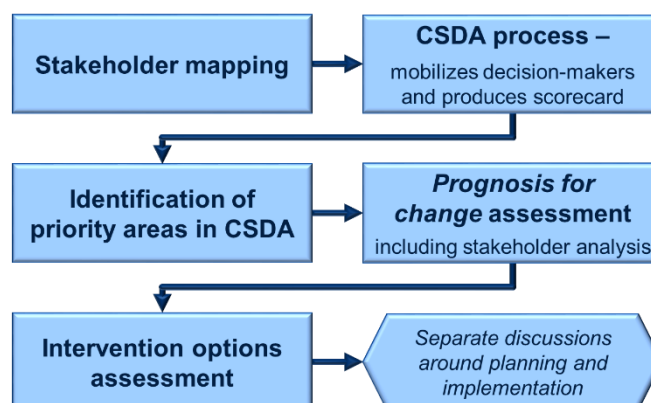 Stakeholder mapping
CSDA process –
mobilizes decision-makers
and produces scorecard
Identification of
priority areas in CSDA
Prognosis for
change assessment
including stakeholder analysis
Intervention options
assessment
Separate discussions
around planning and
implementation